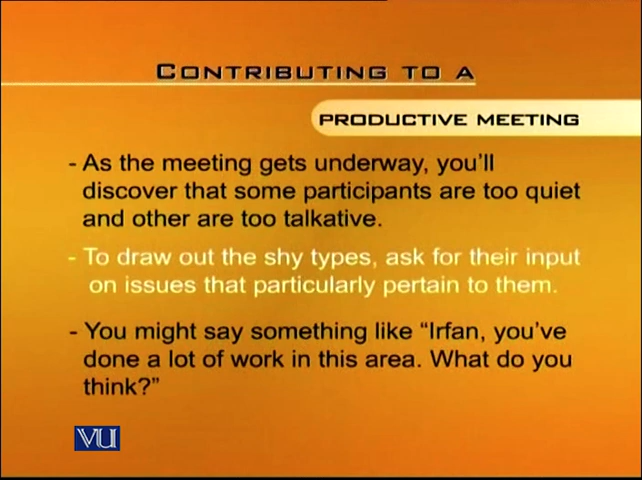 CONTRIBUTING TO A
PRODUCTIVE MEETING
- As the meeting gets underway, you'll
discover that some participants are too quiet
and other are too talkative.
- To draw out the shy types, ask for their input
on issues that particularly pertain to them.
- You might say something like “Irfan, you've
done a lot of work in this area. What do you
think?”
VU